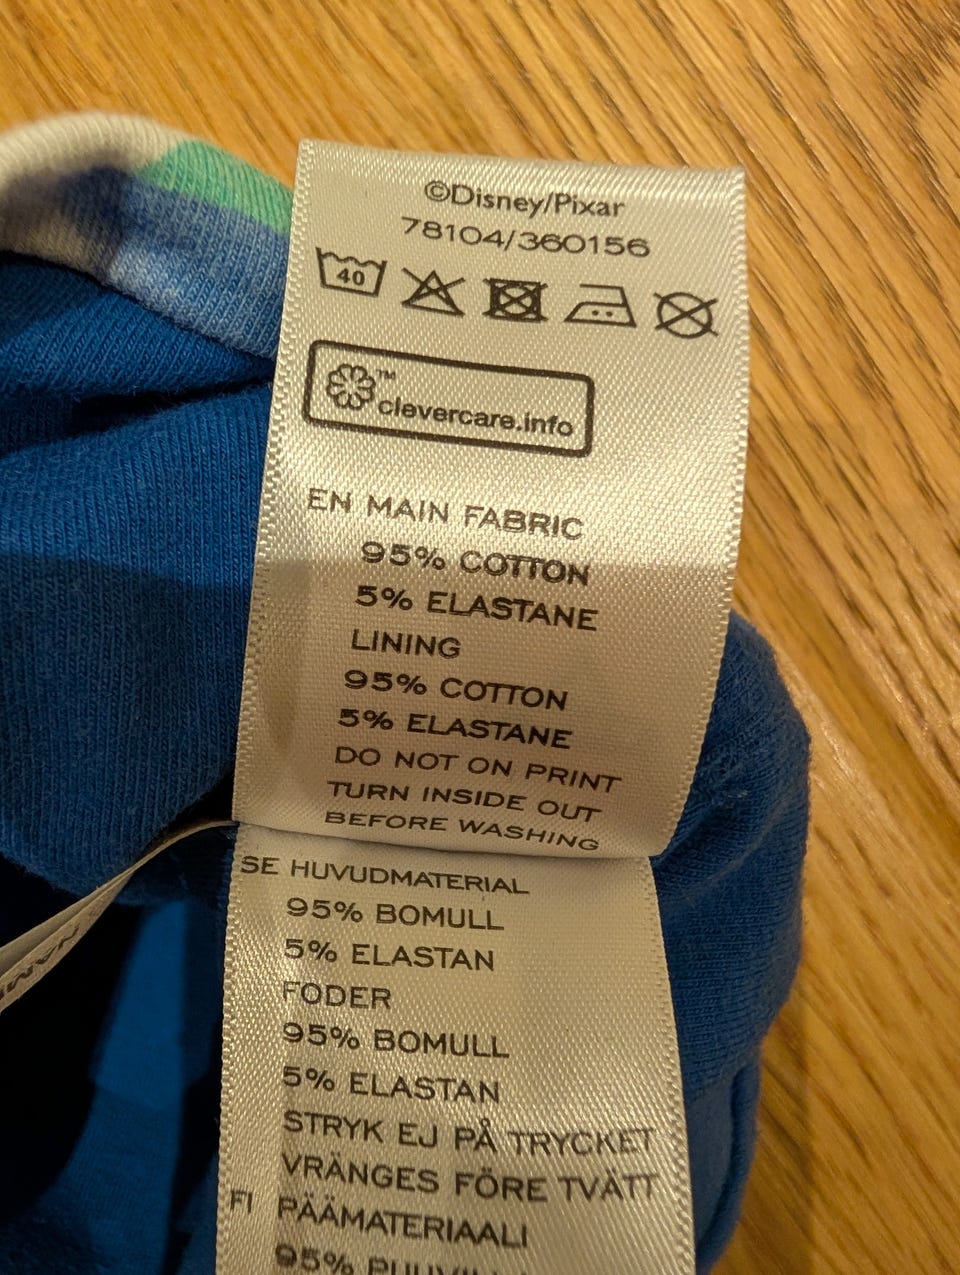 ©Disney/Pixar
78104/360156
40
™
clevercare.info
EN MAIN FABRIC
95% COTTON
5% ELASTANE
LINING
95% COTTON
5% ELASTANE
DO NOT ON PRINT
TURN INSIDE OUT
BEFORE WASHING
SE HUVUDMATERIAL
95% BOMULL
5% ELASTAN
FODER
95% BOMULL
5% ELASTAN
STRYK EJ PÅ TRYCKET
VRÄNGES FÖRE TVÄTT
FI PÄÄMATERIAALI
95%